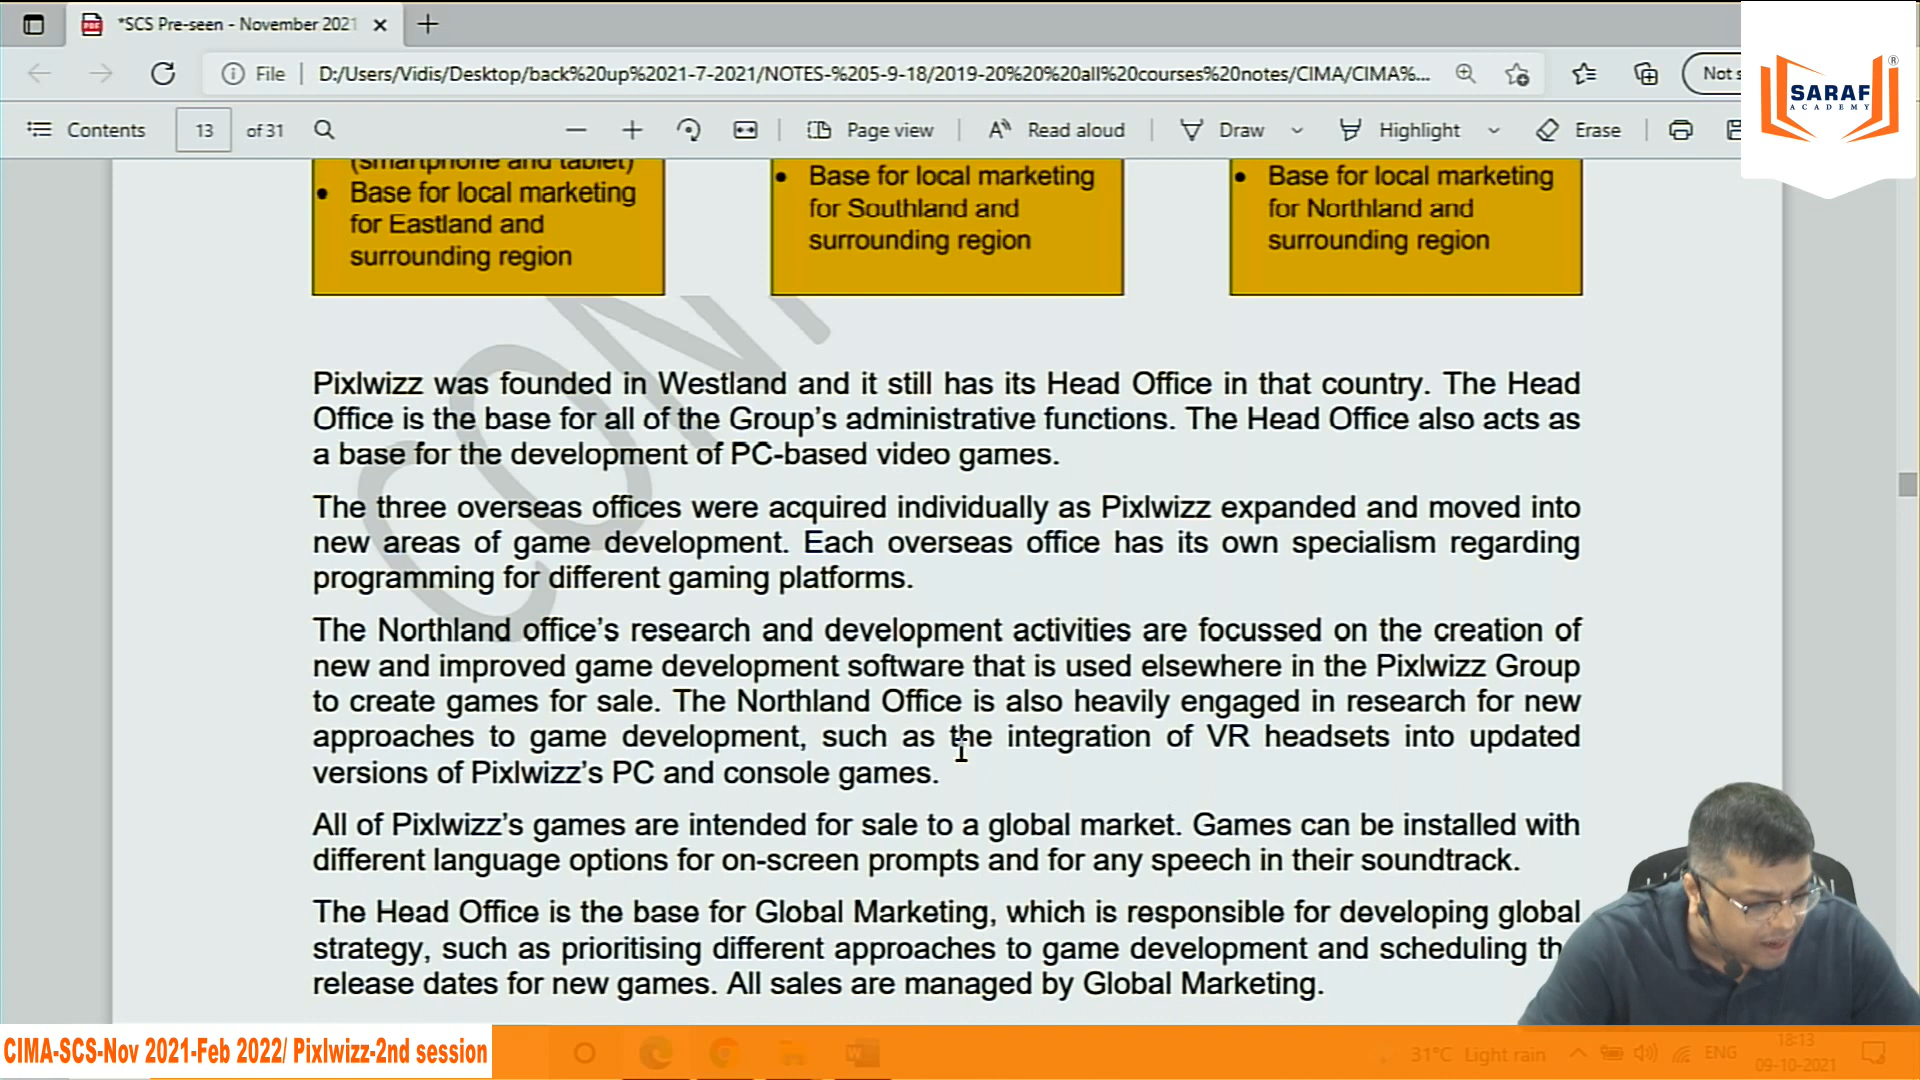 *SCS Pre-seen - November 2021
File
D:/Users/Vidis/Desktop/back%20up%2021-7-2021/NOTES-%205-9-18/2019-20%20%20all%20courses%20notes/CIMA/CIMA%...
Not s
SARAF
ACADEMY
®
Contents
13
of 31
Page view
Read aloud
Draw
Highlight
Erase
(smartphone and tablet)
• Base for local marketing
for Eastland and
surrounding region
• Base for local marketing
for Southland and
surrounding region
• Base for local marketing
for Northland and
surrounding region
CON
Pixlwizz was founded in Westland and it still has its Head Office in that country. The Head
Office is the base for all of the Group's administrative functions. The Head Office also acts as
a base for the development of PC-based video games.
The three overseas offices were acquired individually as Pixlwizz expanded and moved into
new areas of game development. Each overseas office has its own specialism regarding
programming for different gaming platforms.
The Northland office's research and development activities are focussed on the creation of
new and improved game development software that is used elsewhere in the Pixlwizz Group
to create games for sale. The Northland Office is also heavily engaged in research for new
approaches to game development, such as the integration of VR headsets into updated
versions of Pixlwizz's PC and console games.
All of Pixlwizz's games are intended for sale to a global market. Games can be installed with
different language options for on-screen prompts and for any speech in their soundtrack.
The Head Office is the base for Global Marketing, which is responsible for developing global
strategy, such as prioritising different approaches to game development and scheduling th
release dates for new games. All sales are managed by Global Marketing.
CIMA-SCS-Nov 2021-Feb 2022/ Pixlwizz-2nd session
31°C Light rain
ENG
18:13
09-10-2021